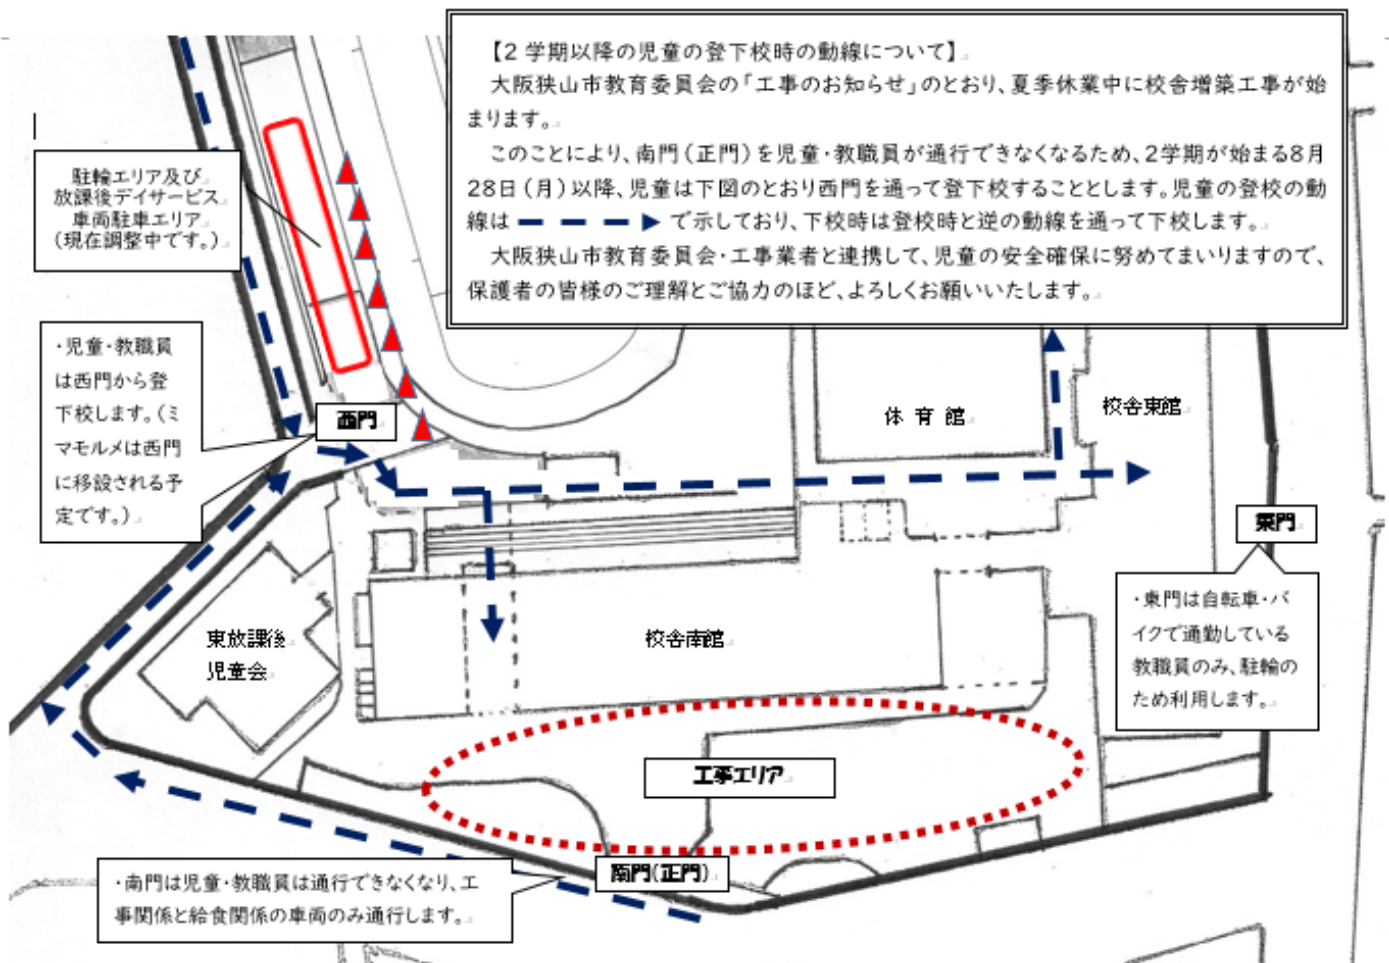 【2 学期以降の児童の登下校時の動線について】
大阪狭山市教育委員会の「工事のお知らせ」のとおり、夏季休業中に校舎増築工事が始
まります。
このことにより、南門(正門)を児童・教職員が通行できなくなるため、2学期が始まる8月
28日(月)以降、児童は下図のとおり西門を通って登下校することとします。児童の登校の動
線は で示しており、下校時は登校時と逆の動線を通って下校します。
大阪狭山市教育委員会・工事業者と連携して、児童の安全確保に努めてまいりますので、
保護者の皆様のご理解とご協力のほど、よろしくお願いいたします。
駐輪エリア及び
放課後デイサービス
車両駐車エリア
(現在調整中です。)
・児童・教職員
は西門から登
下校します。(ミ
マモルメは西門
に移設される予
定です。)
西門
体 育 館
校舎東館
東門
・東門は自転車・バ
イクで通勤している
教職員のみ、駐輪の
ため利用します。
東放課後
児童会
校舎南館
工事エリア
南門(正門)
・南門は児童・教職員は通行できなくなり、工
事関係と給食関係の車両のみ通行します。